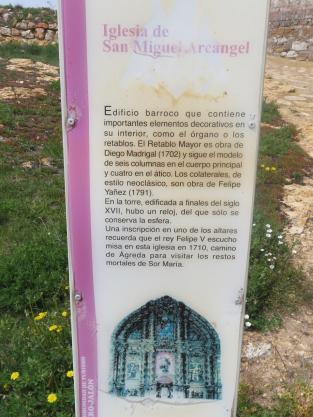 Iglesia de
San Miguel Arcángel
Edificio barroco que contiene
importantes elementos decorativos en
su interior, como el órgano o los
retablos. El Retablo Mayor es obra de
Diego Madrigal (1702) y sigue el modelo
de seis columnas en el cuerpo principal
y cuatro en el ático. Los colaterales, de
estilo neoclásico, son obra de Felipe
Yañez (1791).
En la torre, edificada a finales del siglo
XVII, hubo un reloj, del que solo se
conserva la esfera.
Una inscripción en uno de los altares
recuerda que el rey Felipe V escucho
misa en esta iglesia en 1710, camino
de Ágreda para visitar los restos
mortales de Sor María.
RO-JALÓN